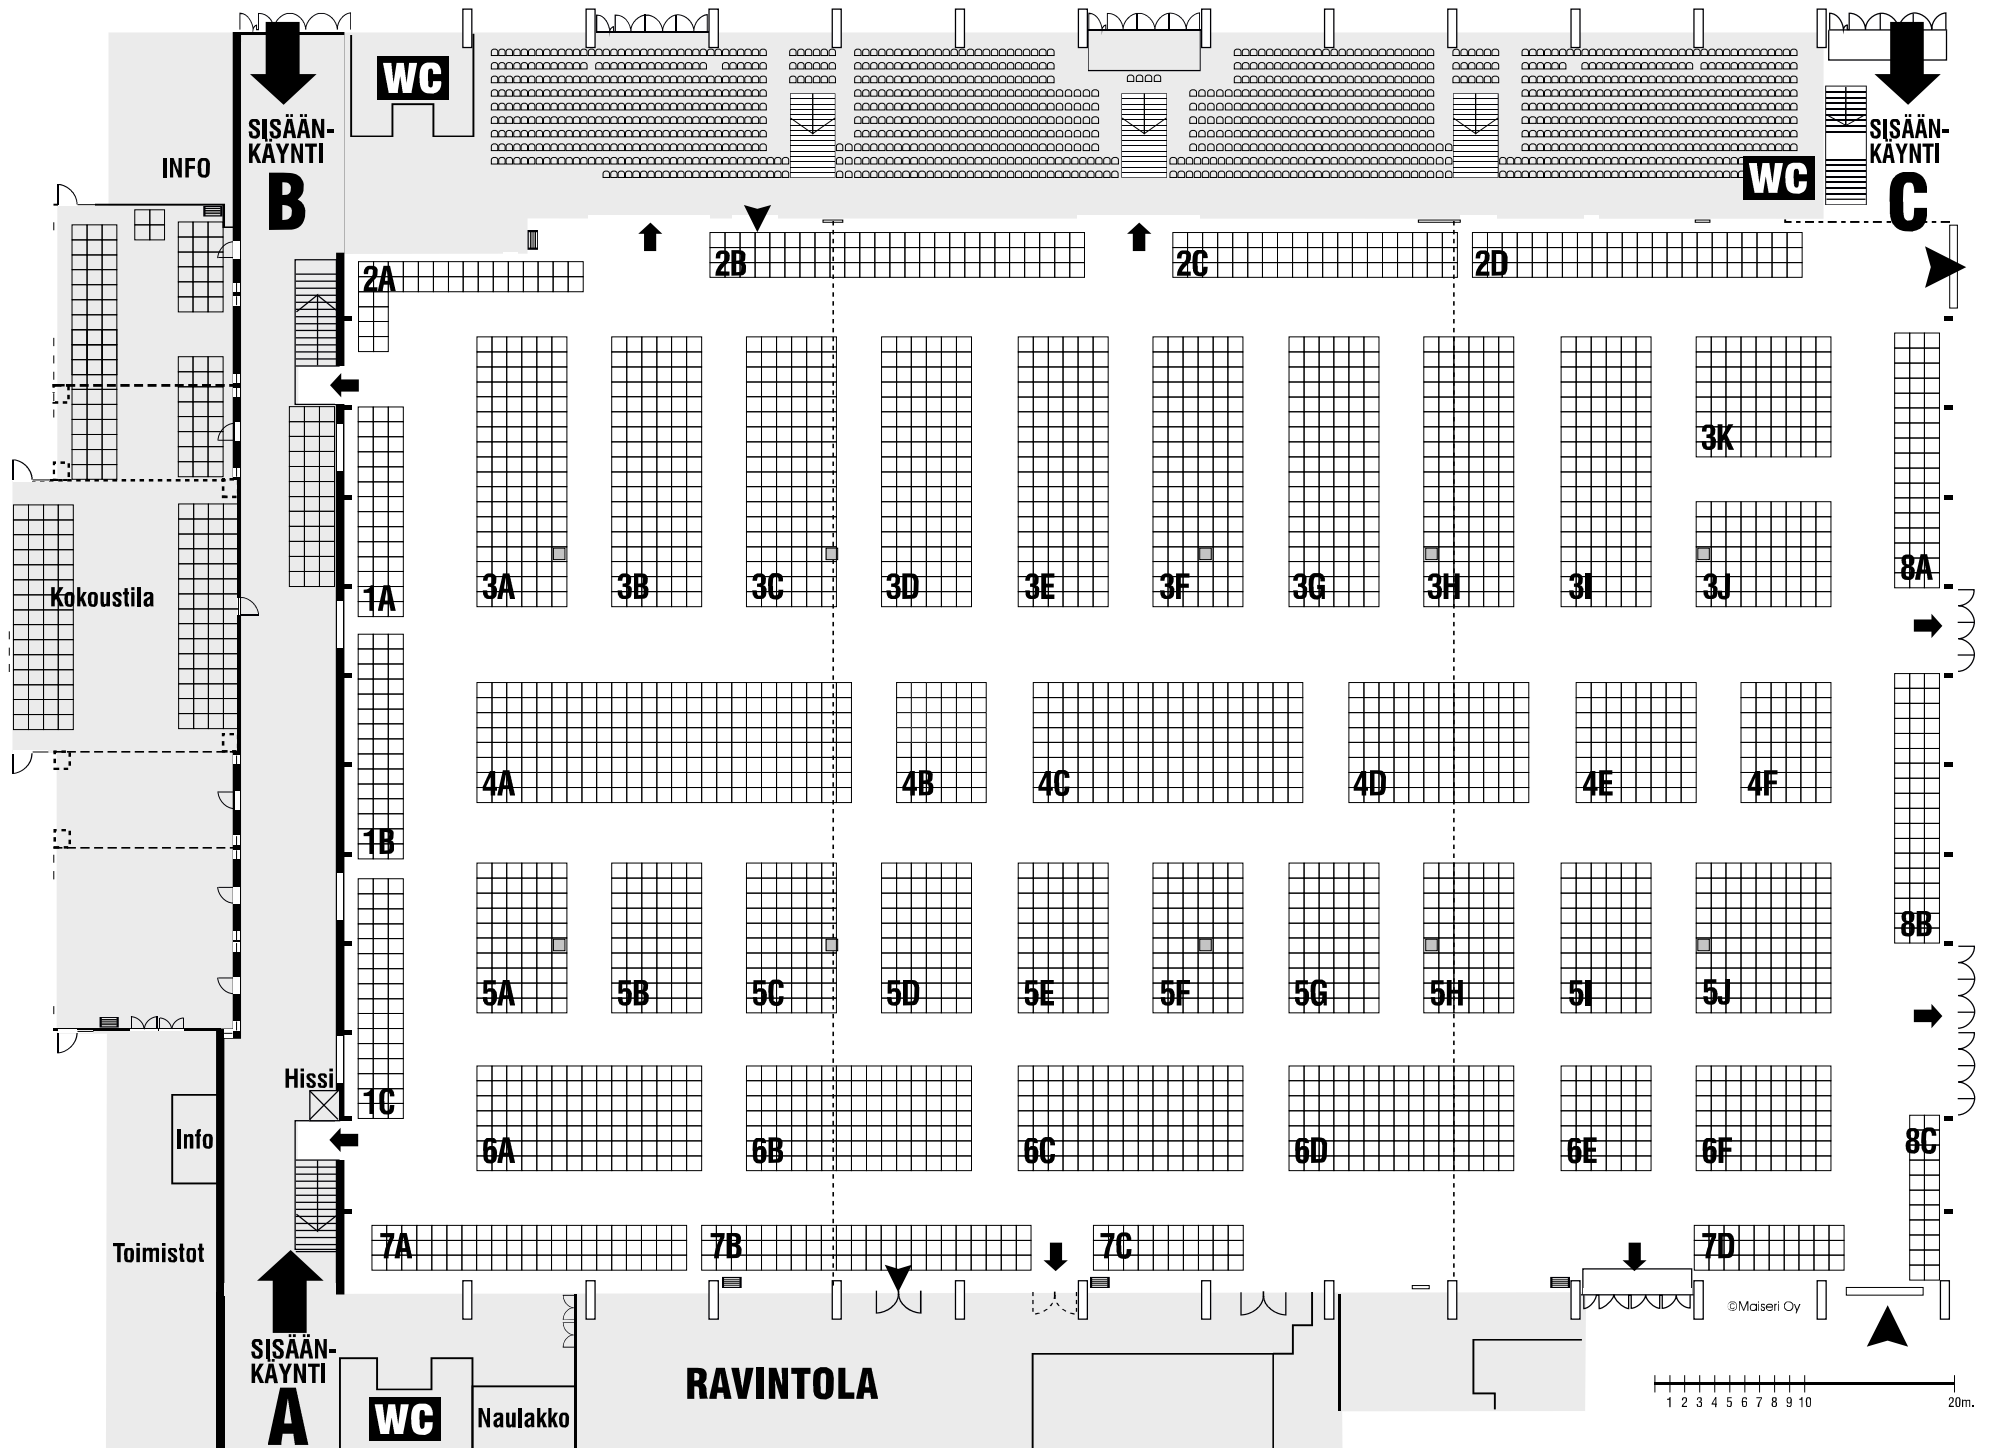 WC
SISÄÄN-
KÄYNTI
B
INFO
SISÄÄN-
KÄYNTI
C
WC
2A
2B
2C
2D
3K
1A
3A
3B
3C
3D
3E
3F
3G
3H
3I
3J
8A
Kokoustila
4A
4B
4C
4D
4E
4F
1B
8B
5A
5B
5C
5D
5E
5F
5G
5H
5I
5J
Hissi
1C
Info
6A
6B
6C
6D
6E
6F
8C
Toimistot
7A
7B
7C
7D
©Maiseri Oy
SISÄÄN-
KÄYNTI
A
WC
Naulakko
RAVINTOLA
1 2 3 4 5 6 7 8 9 10 20m.